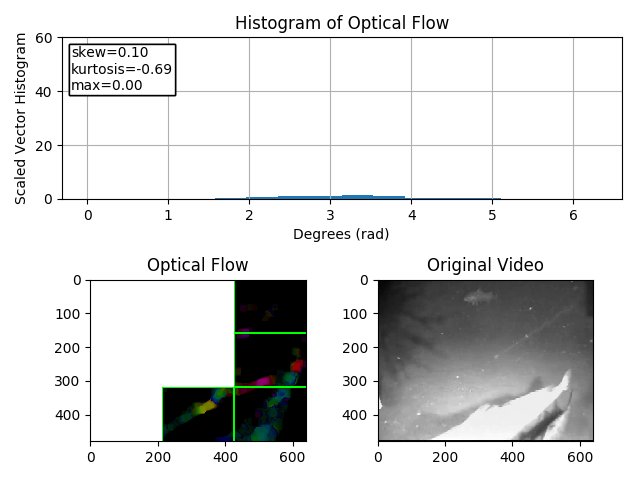 Histogram of Optical Flow
Scaled Vector Histogram
60
40
20
0
skew=0.10
kurtosis=-0.69
max=0.00
0 1 2 3 4 5 6
Degrees (rad)
Optical Flow
0
100
200
300
400
0 200 400 600
Original Video
0
100
200
300
400
0 200 400 600